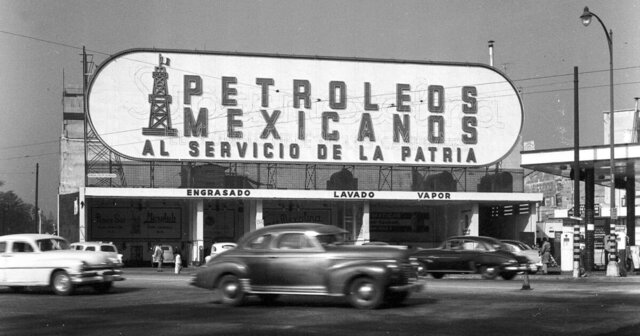 PETROLEOS
MEXICANOS
AL SERVICIO DE LA PATRIA
ENGRASADO LAVADO VAPOR